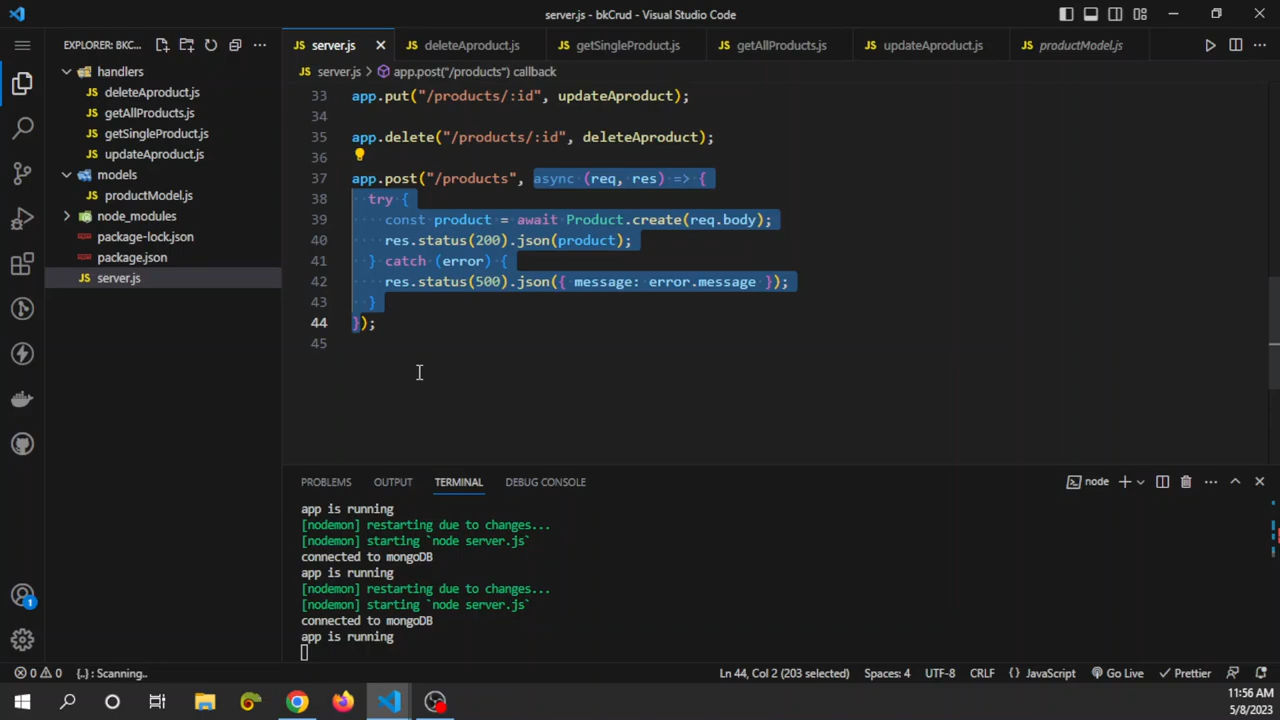 server.js - bkCrud - Visual Studio Code
EXPLORER: BKC...
handlers
deleteAproduct.js
getAllProducts.js
getSingleProduct.js
updateAproduct.js
models
productModel.js
node_modules
package-lock.json
package.json
server.js
server.js
deleteAproduct.js
getSingleProduct.js
getAllProducts.js
updateAproduct.js
productModel.js
server.js > app.post("/products") callback
33 app.put("/products/:id", updateAproduct);
34
35 app.delete("/products/:id", deleteAproduct);
36
37 app.post("/products", async (req, res) => {
38 try {
39 const product = await Product.create(req.body);
40 res.status(200).json(product);
41 } catch (error) {
42 res.status(500).json({ message: error.message });
43 }
44 });
45
PROBLEMS OUTPUT TERMINAL DEBUG CONSOLE
node
app is running
[nodemon] restarting due to changes...
[nodemon] starting `node server.js`
connected to mongoDB
app is running
[nodemon] restarting due to changes...
[nodemon] starting `node server.js`
connected to mongoDB
app is running
1
0 0 {..} : Scanning.. Ln 44, Col 2 (203 selected) Spaces: 4 UTF-8 CRLF {} JavaScript Go Live Prettier
11:56 AM
5/8/2023